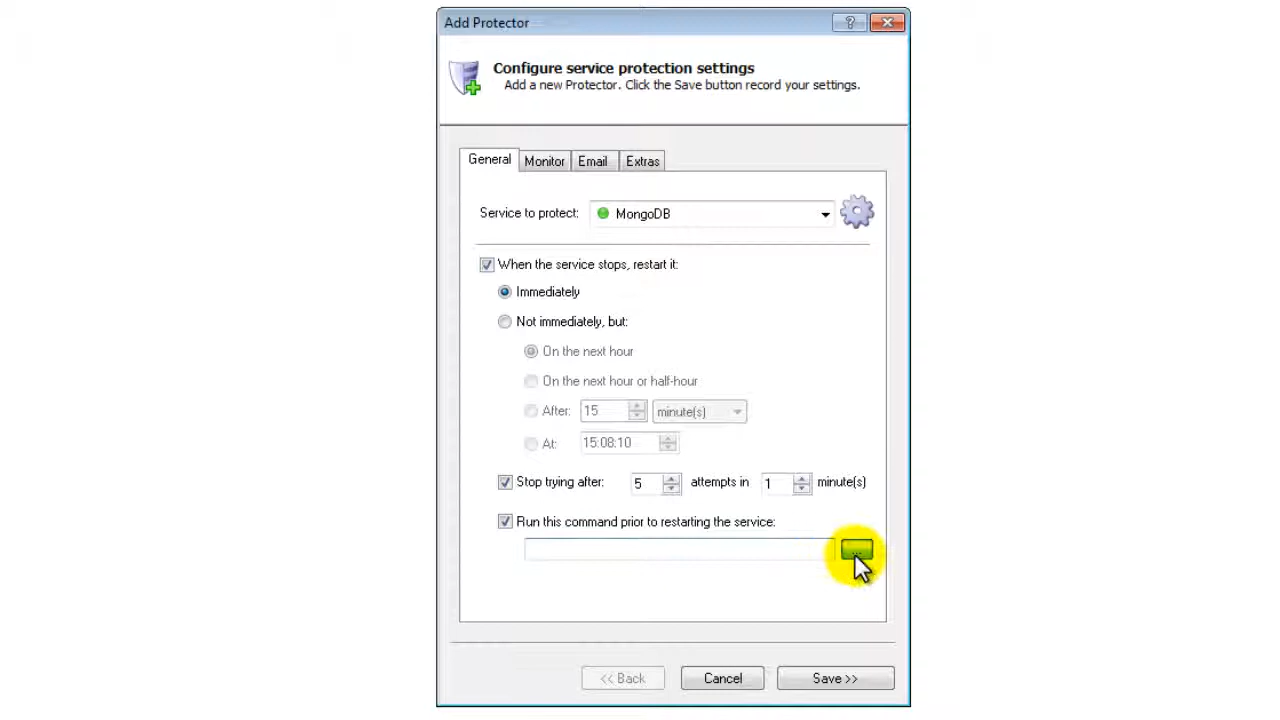 Add Protector
?
Configure service protection settings
Add a new Protector. Click the Save button record your settings.
General Monitor Email Extras
Service to protect: MongoDB
When the service stops, restart it:
Immediately
Not immediately, but:
On the next hour
On the next hour or half-hour
After: 15 minute(s)
At: 15:08:10
Stop trying after: 5 attempts in 1 minute(s)
Run this command prior to restarting the service:
...
<< Back Cancel Save >>